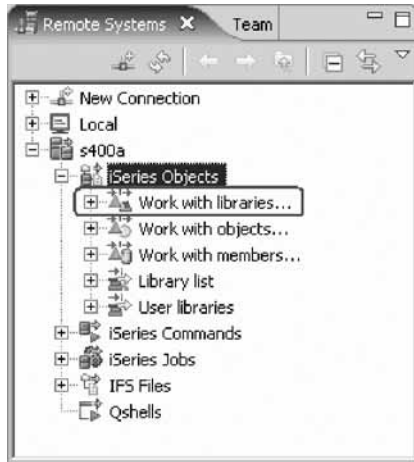 Remote Systems Team
New Connection
Local
s400a
iSeries Objects
Work with libraries...
Work with objects...
Work with members...
Library list
User libraries
iSeries Commands
iSeries Jobs
IFS Files
Qshells